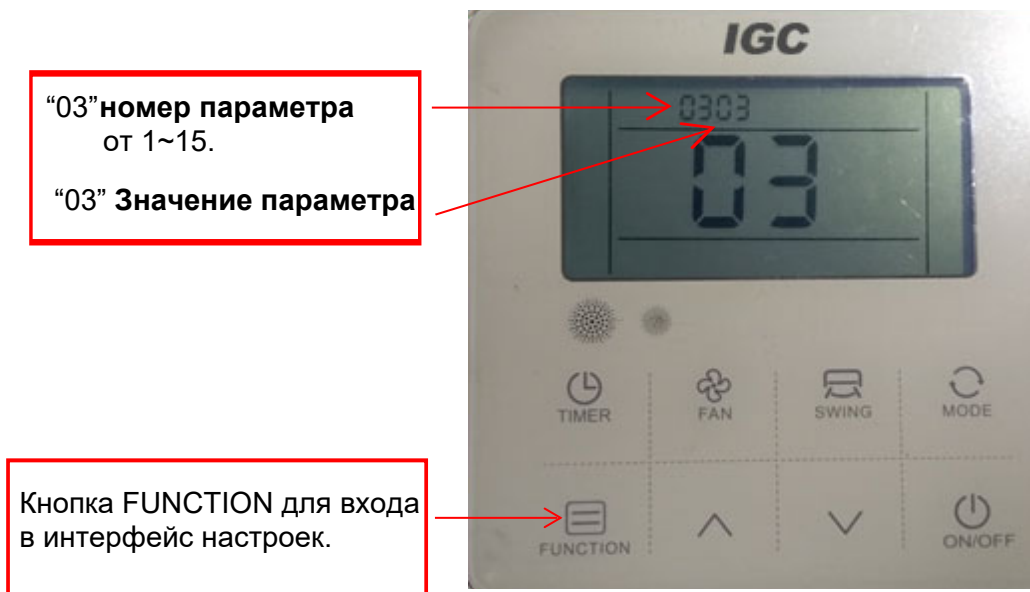 IGC
“03”номер параметра
от 1~15.
“03” Значение параметра
0303
03
TIMER
FAN
SWING
MODE
Кнопка FUNCTION для входа
в интерфейс настроек.
FUNCTION
ON/OFF